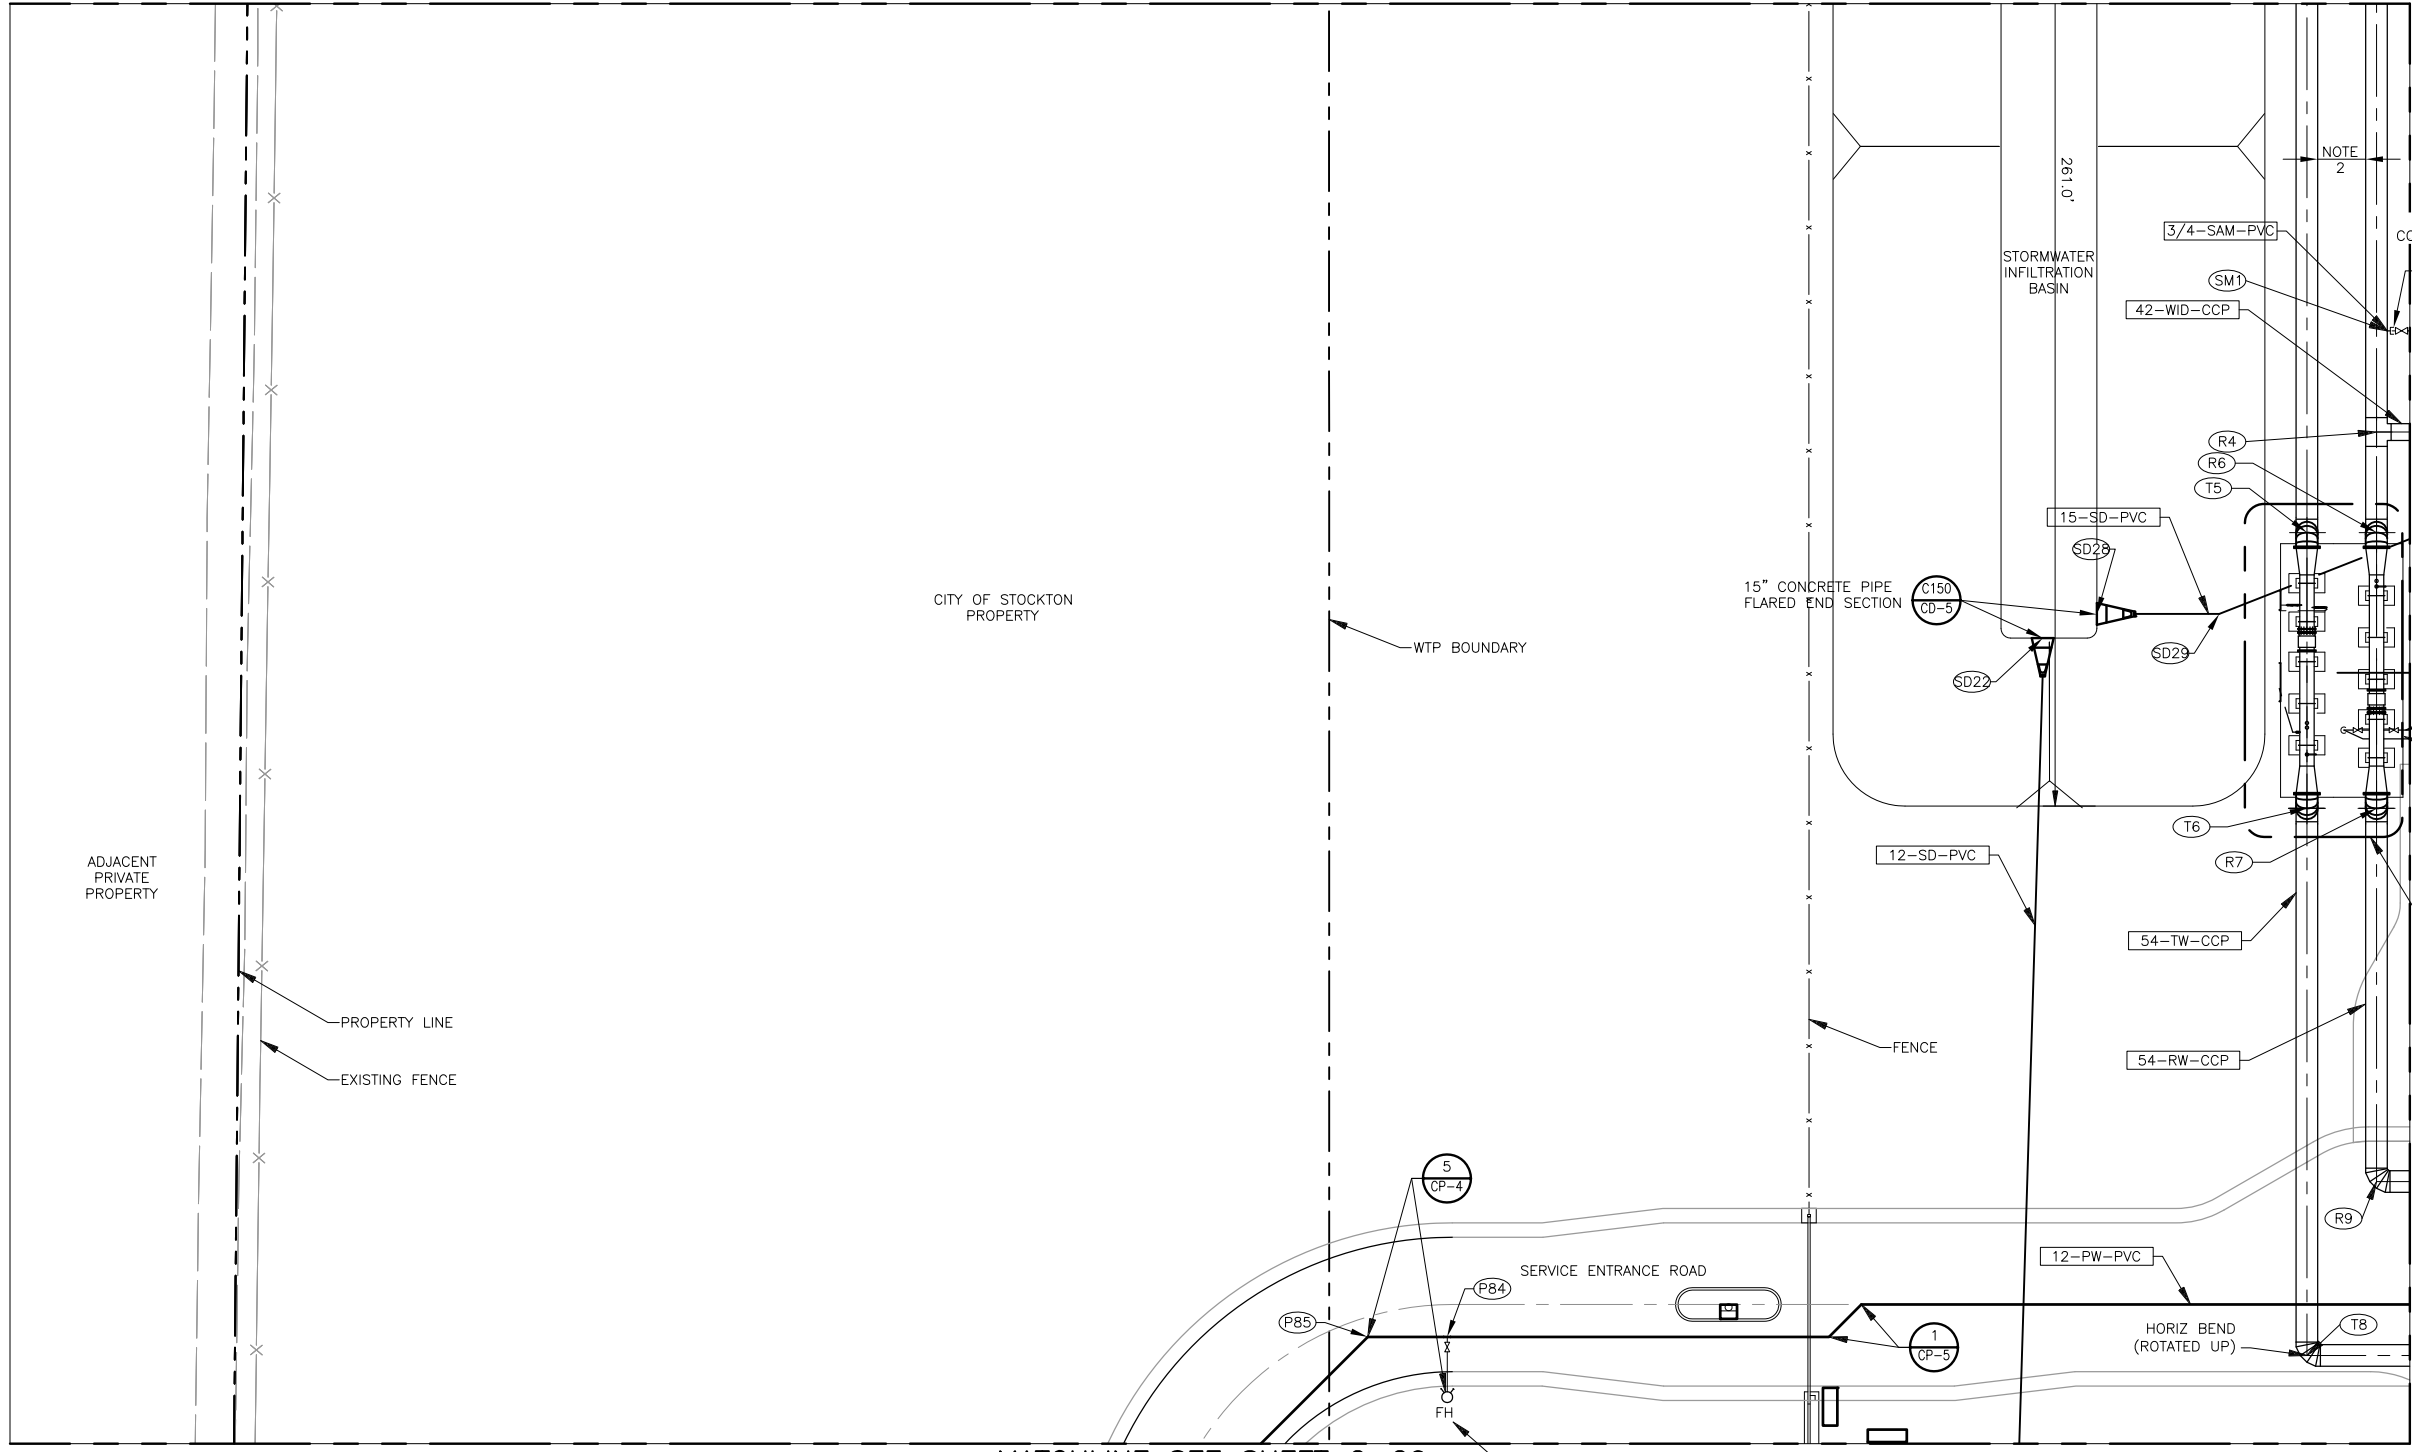 NOTE
2
261.0'
3/4-SAM-PVC
STORMWATER
INFILTRATION
BASIN
SM1
42-WID-CCP
R4
R6
T5
15-SD-PVC
SD28
15" CONCRETE PIPE
FLARED END SECTION
C150
CD-5
CITY OF STOCKTON
PROPERTY
WTP BOUNDARY
SD29
SD22
T6
12-SD-PVC
R7
ADJACENT
PRIVATE
PROPERTY
54-TW-CCP
PROPERTY LINE
FENCE
54-RW-CCP
EXISTING FENCE
5
CP-4
R9
12-PW-PVC
SERVICE ENTRANCE ROAD
P84
P85
1
CP-5
HORIZ BEND
(ROTATED UP)
T8
FH